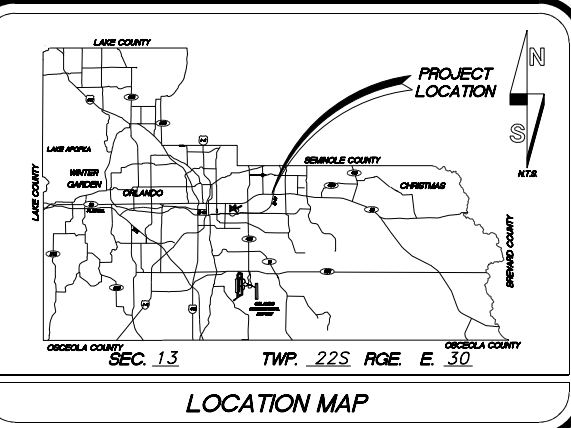 LAKE COUNTY
PROJECT
LOCATION
N
S
N.T.S.
LAKE APOPKA
SEMINOLE COUNTY
WINTER
GARDEN
ORLANDO
CHRISTMAS
LAKE COUNTY
BREVARD COUNTY
OSCEOLA COUNTY
OSCEOLA COUNTY
SEC. 13 TWP. 22S RGE. E. 30
LOCATION MAP